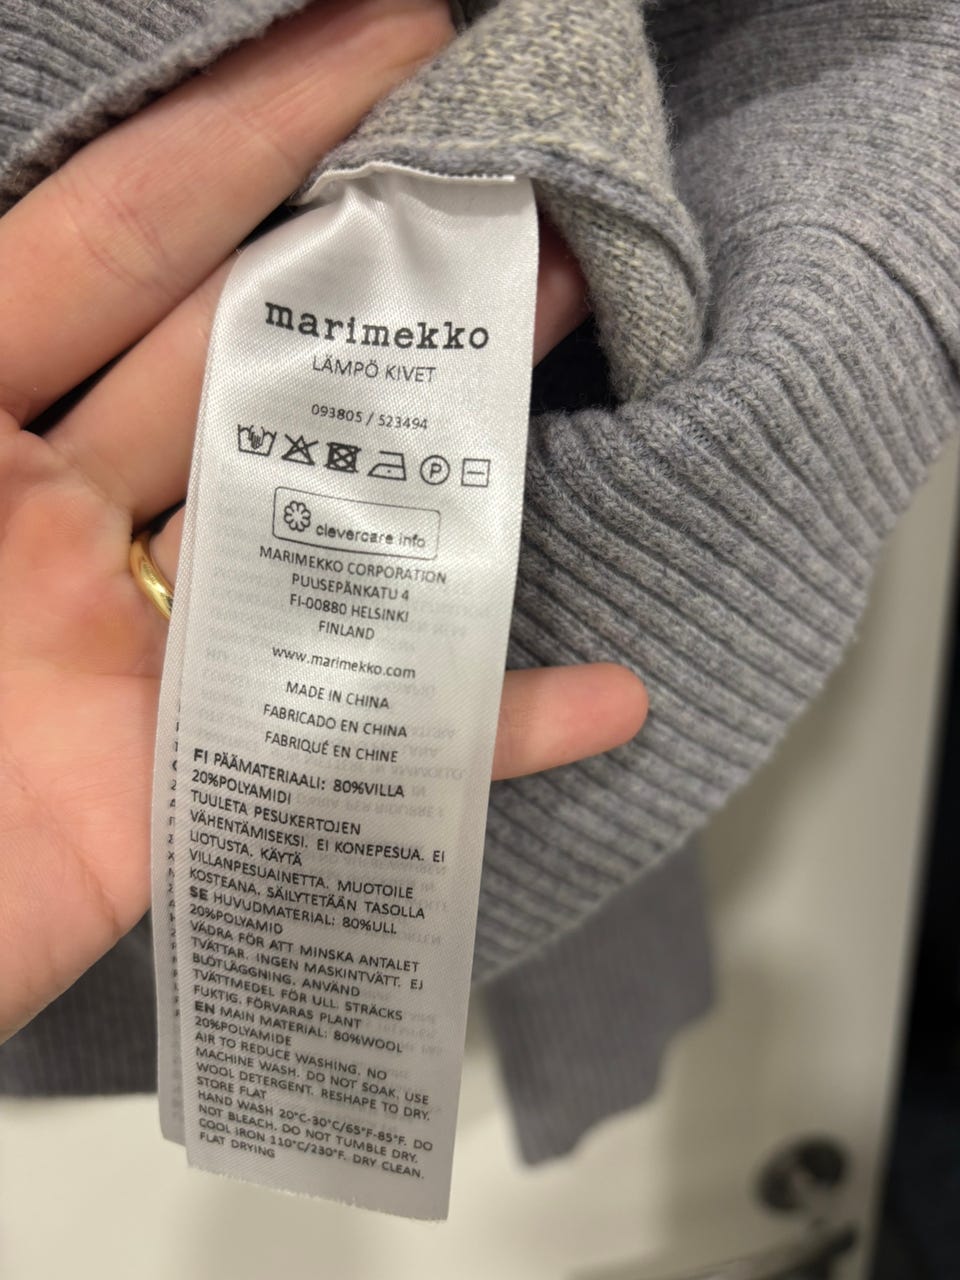 marimekko
LÄMPÖ KIVET
093805 / 523494
P
clevercare info
MARIMEKKO CORPORATION
PUUSEPÄNKATU 4
FI-00880 HELSINKI
FINLAND
www.marimekko.com
MADE IN CHINA
FABRICADO EN CHINA
FABRIQUÉ EN CHINE
FI PÄÄMATERIAALI: 80%VILLA
20%POLYAMIDI
TUULETA PESUKERTOJEN
VÄHENTÄMISEKSI. EI KONEPESUA. EI
LIOTUSTA. KÄYTÄ
VILLANPESUAINETTA. MUOTOILE
KOSTEANA, SÄILYTETÄÄN TASOLLA
SE HUVUDMATERIAL: 80%ULL
20%POLYAMID
VÄDRA FÖR ATT MINSKA ANTALET
TVÄTTAR. INGEN MASKINTVÄTT. EJ
BLÖTLÄGGNING. ANVÄND
TVÄTTMEDEL FÖR ULL. STRÄCKS
FUKTIG, FÖRVARAS PLANT
EN MAIN MATERIAL: 80%WOOL
20%POLYAMIDE
AIR TO REDUCE WASHING. NO
MACHINE WASH. DO NOT SOAK. USE
WOOL DETERGENT. RESHAPE TO DRY.
STORE FLAT
HAND WASH 20°C-30°C/65°F-85°F. DO
NOT BLEACH. DO NOT TUMBLE DRY.
COOL IRON 110°C/230°F. DRY CLEAN.
FLAT DRYING